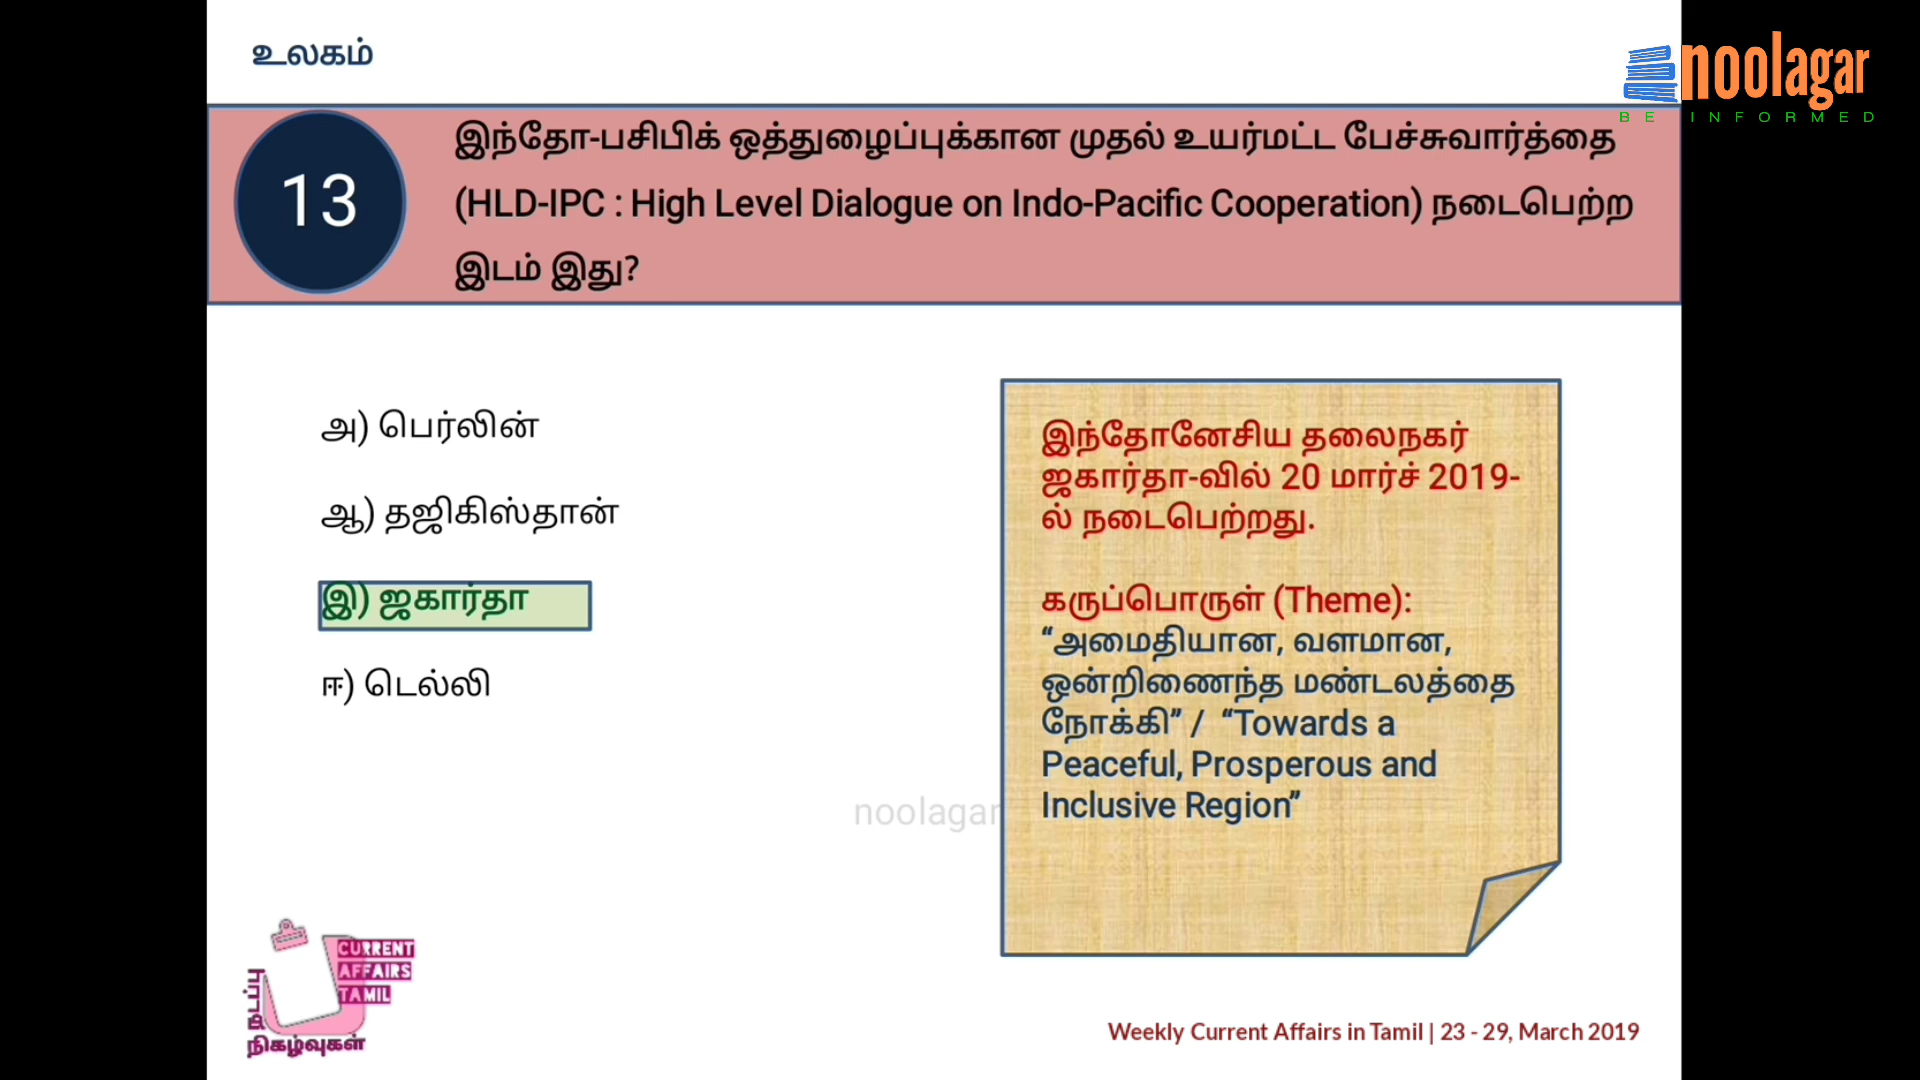 உலகம்
noolagar
BE INFORMED
13
இந்தோ-பசிபிக் ஒத்துழைப்புக்கான முதல் உயர்மட்ட பேச்சுவார்த்தை
(HLD-IPC : High Level Dialogue on Indo-Pacific Cooperation) நடைபெற்ற
இடம் இது?
அ) பெர்லின்
ஆ) தஜிகிஸ்தான்
இ) ஜகார்தா
ஈ) டெல்லி
இந்தோனேசிய தலைநகர்
ஜகார்தா-வில் 20 மார்ச் 2019-
ல் நடைபெற்றது.
கருப்பொருள் (Theme):
“அமைதியான, வளமான,
ஒன்றிணைந்த மண்டலத்தை
நோக்கி” / “Towards a
Peaceful, Prosperous and
Inclusive Region”
noolagar
CURRENT
AFFAIRS
TAMIL
நடப்பு
நிகழ்வுகள்
Weekly Current Affairs in Tamil | 23 - 29, March 2019